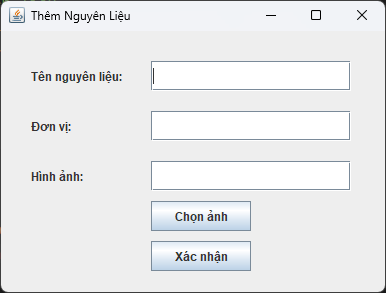 Thêm Nguyên Liệu
Tên nguyên liệu:
Đơn vị:
Hình ảnh:
Chọn ảnh
Xác nhận